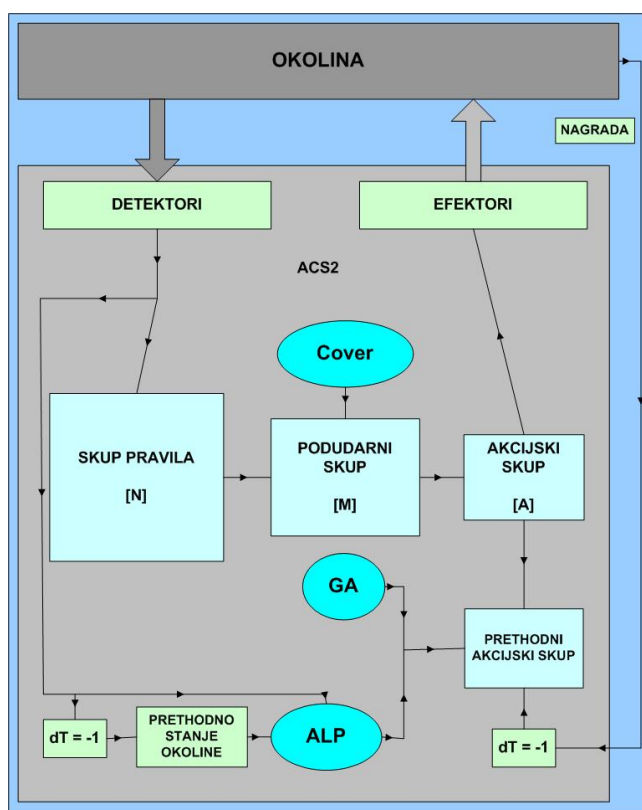 OKOLINA
NAGRADA
DETEKTORI
EFEKTORI
ACS2
Cover
SKUP PRAVILA
[N]
PODUDARNI
SKUP
[M]
AKCIJSKI
SKUP
[A]
GA
PRETHODNI
AKCIJSKI SKUP
dT = -1
PRETHODNO
STANJE
OKOLINE
ALP
dT = -1